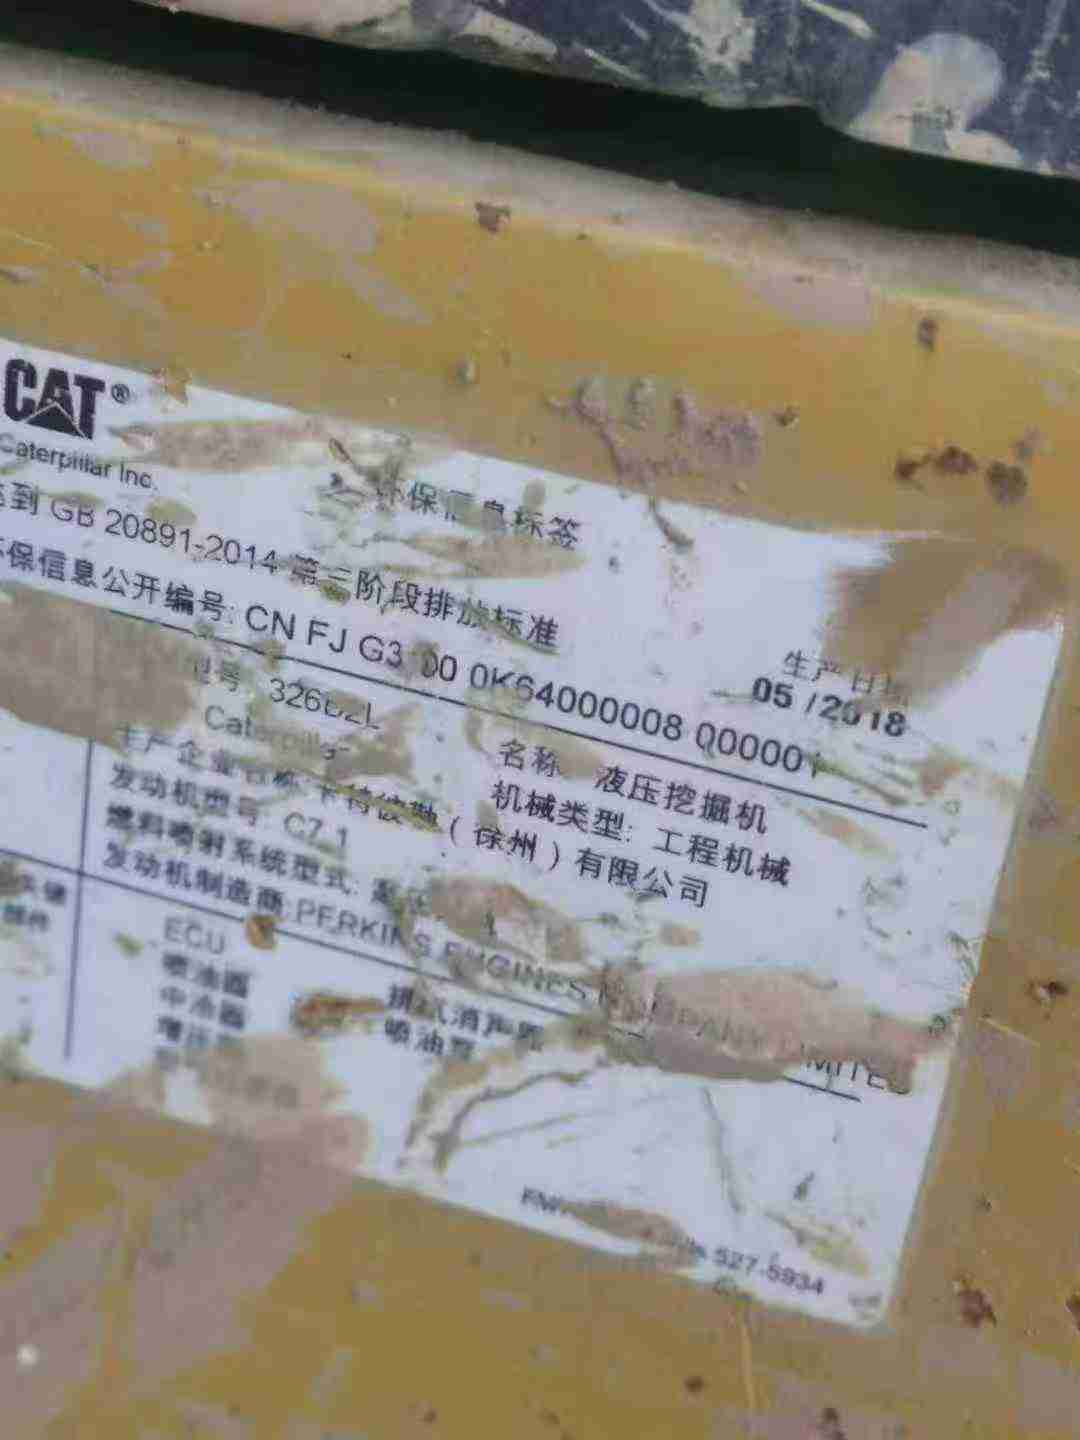 CAT®
Caterpillar Inc.
环保信息标签
到 GB 20891-2014 第三阶段排放标准
保信息公开编号: CN FJ G3 00 0K64000008 000001
生产日期
05 /2018
型号: 326D2L
名称 液压挖掘机
Caterpillar
机械类型: 工程机械
生产企业名称: 卡特彼勒（徐州）有限公司
发动机型号: C7.1
燃料喷射系统型式:
发动机制造商:PERKINS ENGINES COMPANY LIMITED
关键
部件
ECU
喷油器
排气消声器
中冷器
喷油泵
增压器
527-5934